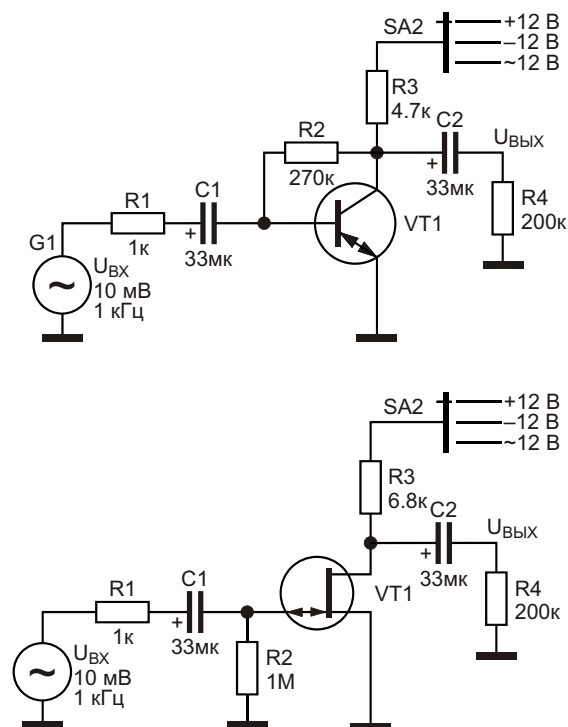 SA2
+12 В
–12 В
~12 В
R3
4.7к
C2
UВЫХ
R2
270к
+
33мк
R4
200к
R1
1к
C1
+
33мк
VT1
G1
~
UВХ
10 мВ
1 кГц
SA2
+12 В
–12 В
~12 В
R3
6.8к
C2
UВЫХ
+
33мк
R4
200к
R1
1к
C1
+
33мк
VT1
R2
1М
~
UВХ
10 мВ
1 кГц